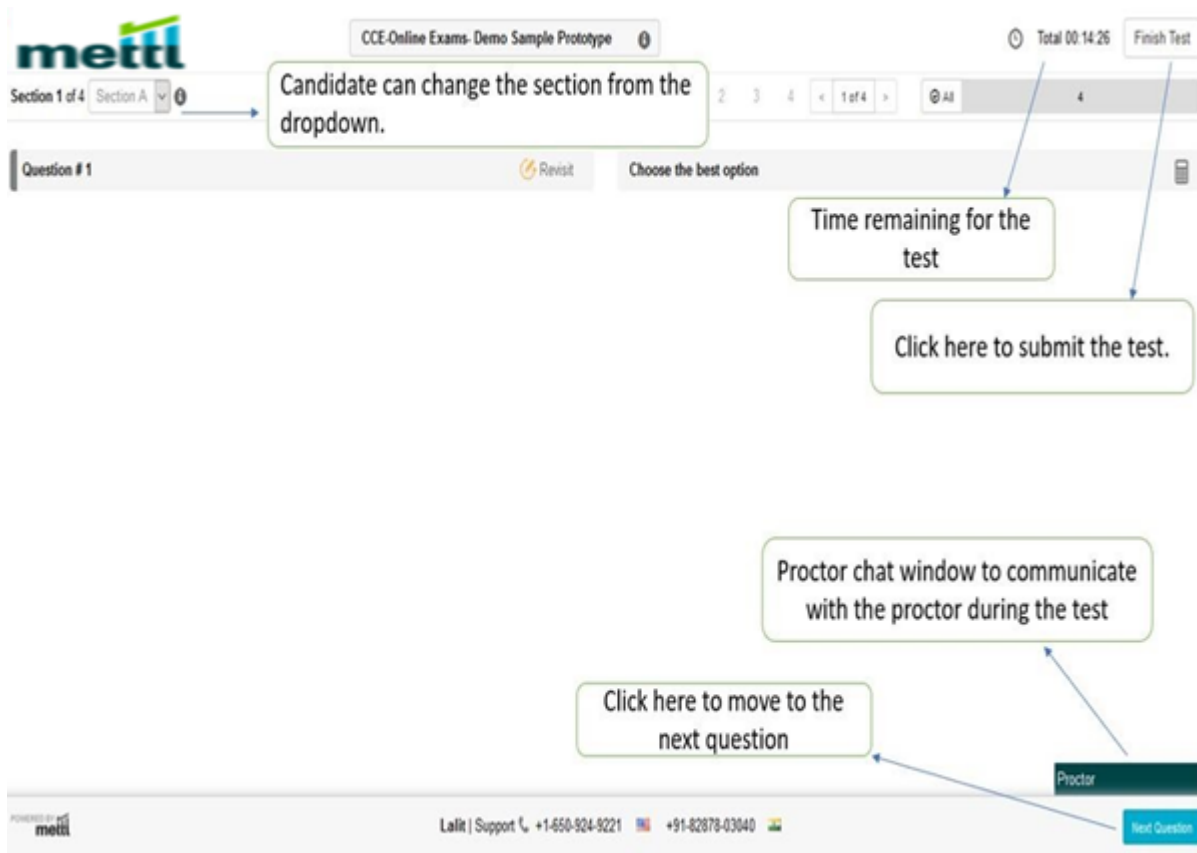 mettl
CCE-Online Exams- Demo Sample Prototype
Total 00:14:26
Finish Test
Section 1 of 4 Section A
Candidate can change the section from the
dropdown.
2 3 4 < 1 of 4 >
All
4
Question # 1
Revisit
Choose the best option
Time remaining for the
test
Click here to submit the test.
Proctor chat window to communicate
with the proctor during the test
Click here to move to the
next question
Proctor
POWERED BY
mettl
Lalit | Support +1-650-924-9221 +91-82878-03040
Next Question